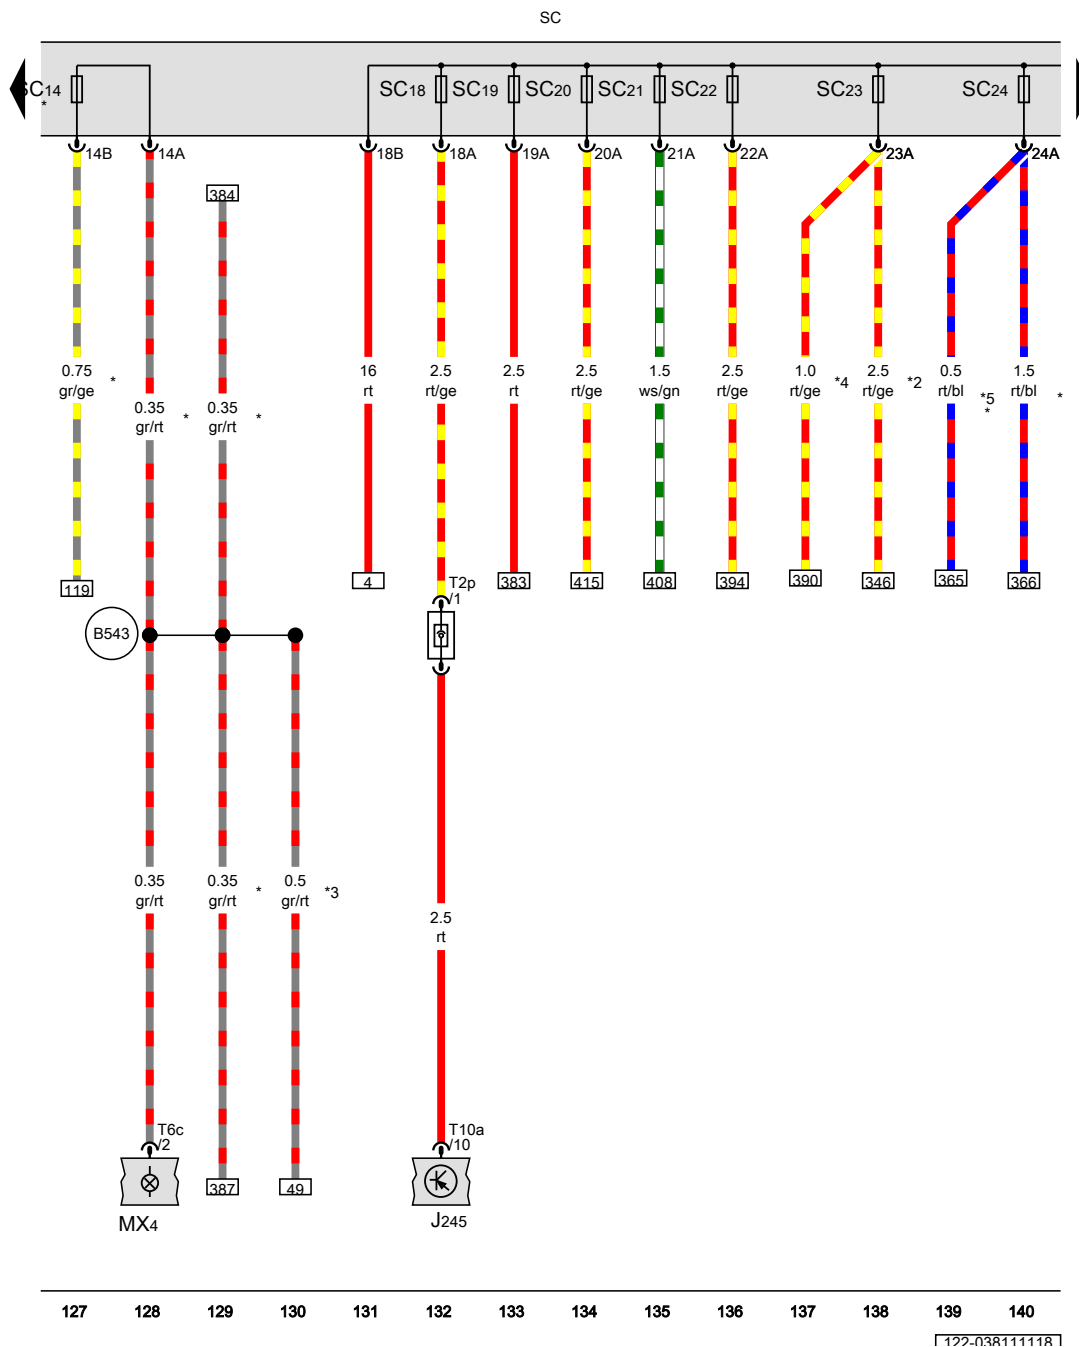 SC
SC14 SC18 SC19 SC20 SC21 SC22 SC23 SC24
*
14B 14A 18B 18A 19A 20A 21A 22A 23A 24A
384
0.75 16 2.5 2.5 2.5 1.5 2.5 1.0 2.5 0.5 1.5
gr/ge * rt rt/ge rt rt/ge ws/gn rt/ge rt/ge *4 rt/ge *2 rt/bl *5 rt/bl *
*
0.35 0.35
gr/rt * gr/rt *
119 4 383 415 408 394 390 346 365 366
T2p
/1
B543
0.35 0.35 0.5
gr/rt gr/rt * gr/rt *3
2.5
rt
T6c T10a
/2 /10
387 49
MX4 J245
127 128 129 130 131 132 133 134 135 136 137 138 139 140
122-038111118